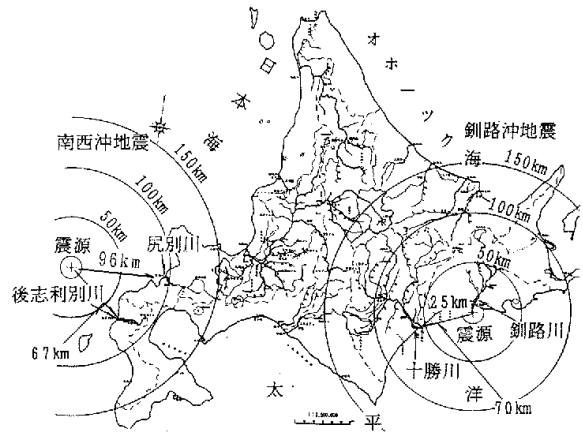 日本海
オホーツク海
南西沖地震
150km
100km
50km
震源
96km
尻別川
後志利別川
67km
釧路沖地震
150km
100km
50km
25km
震源
釧路川
十勝川
70km
太平洋